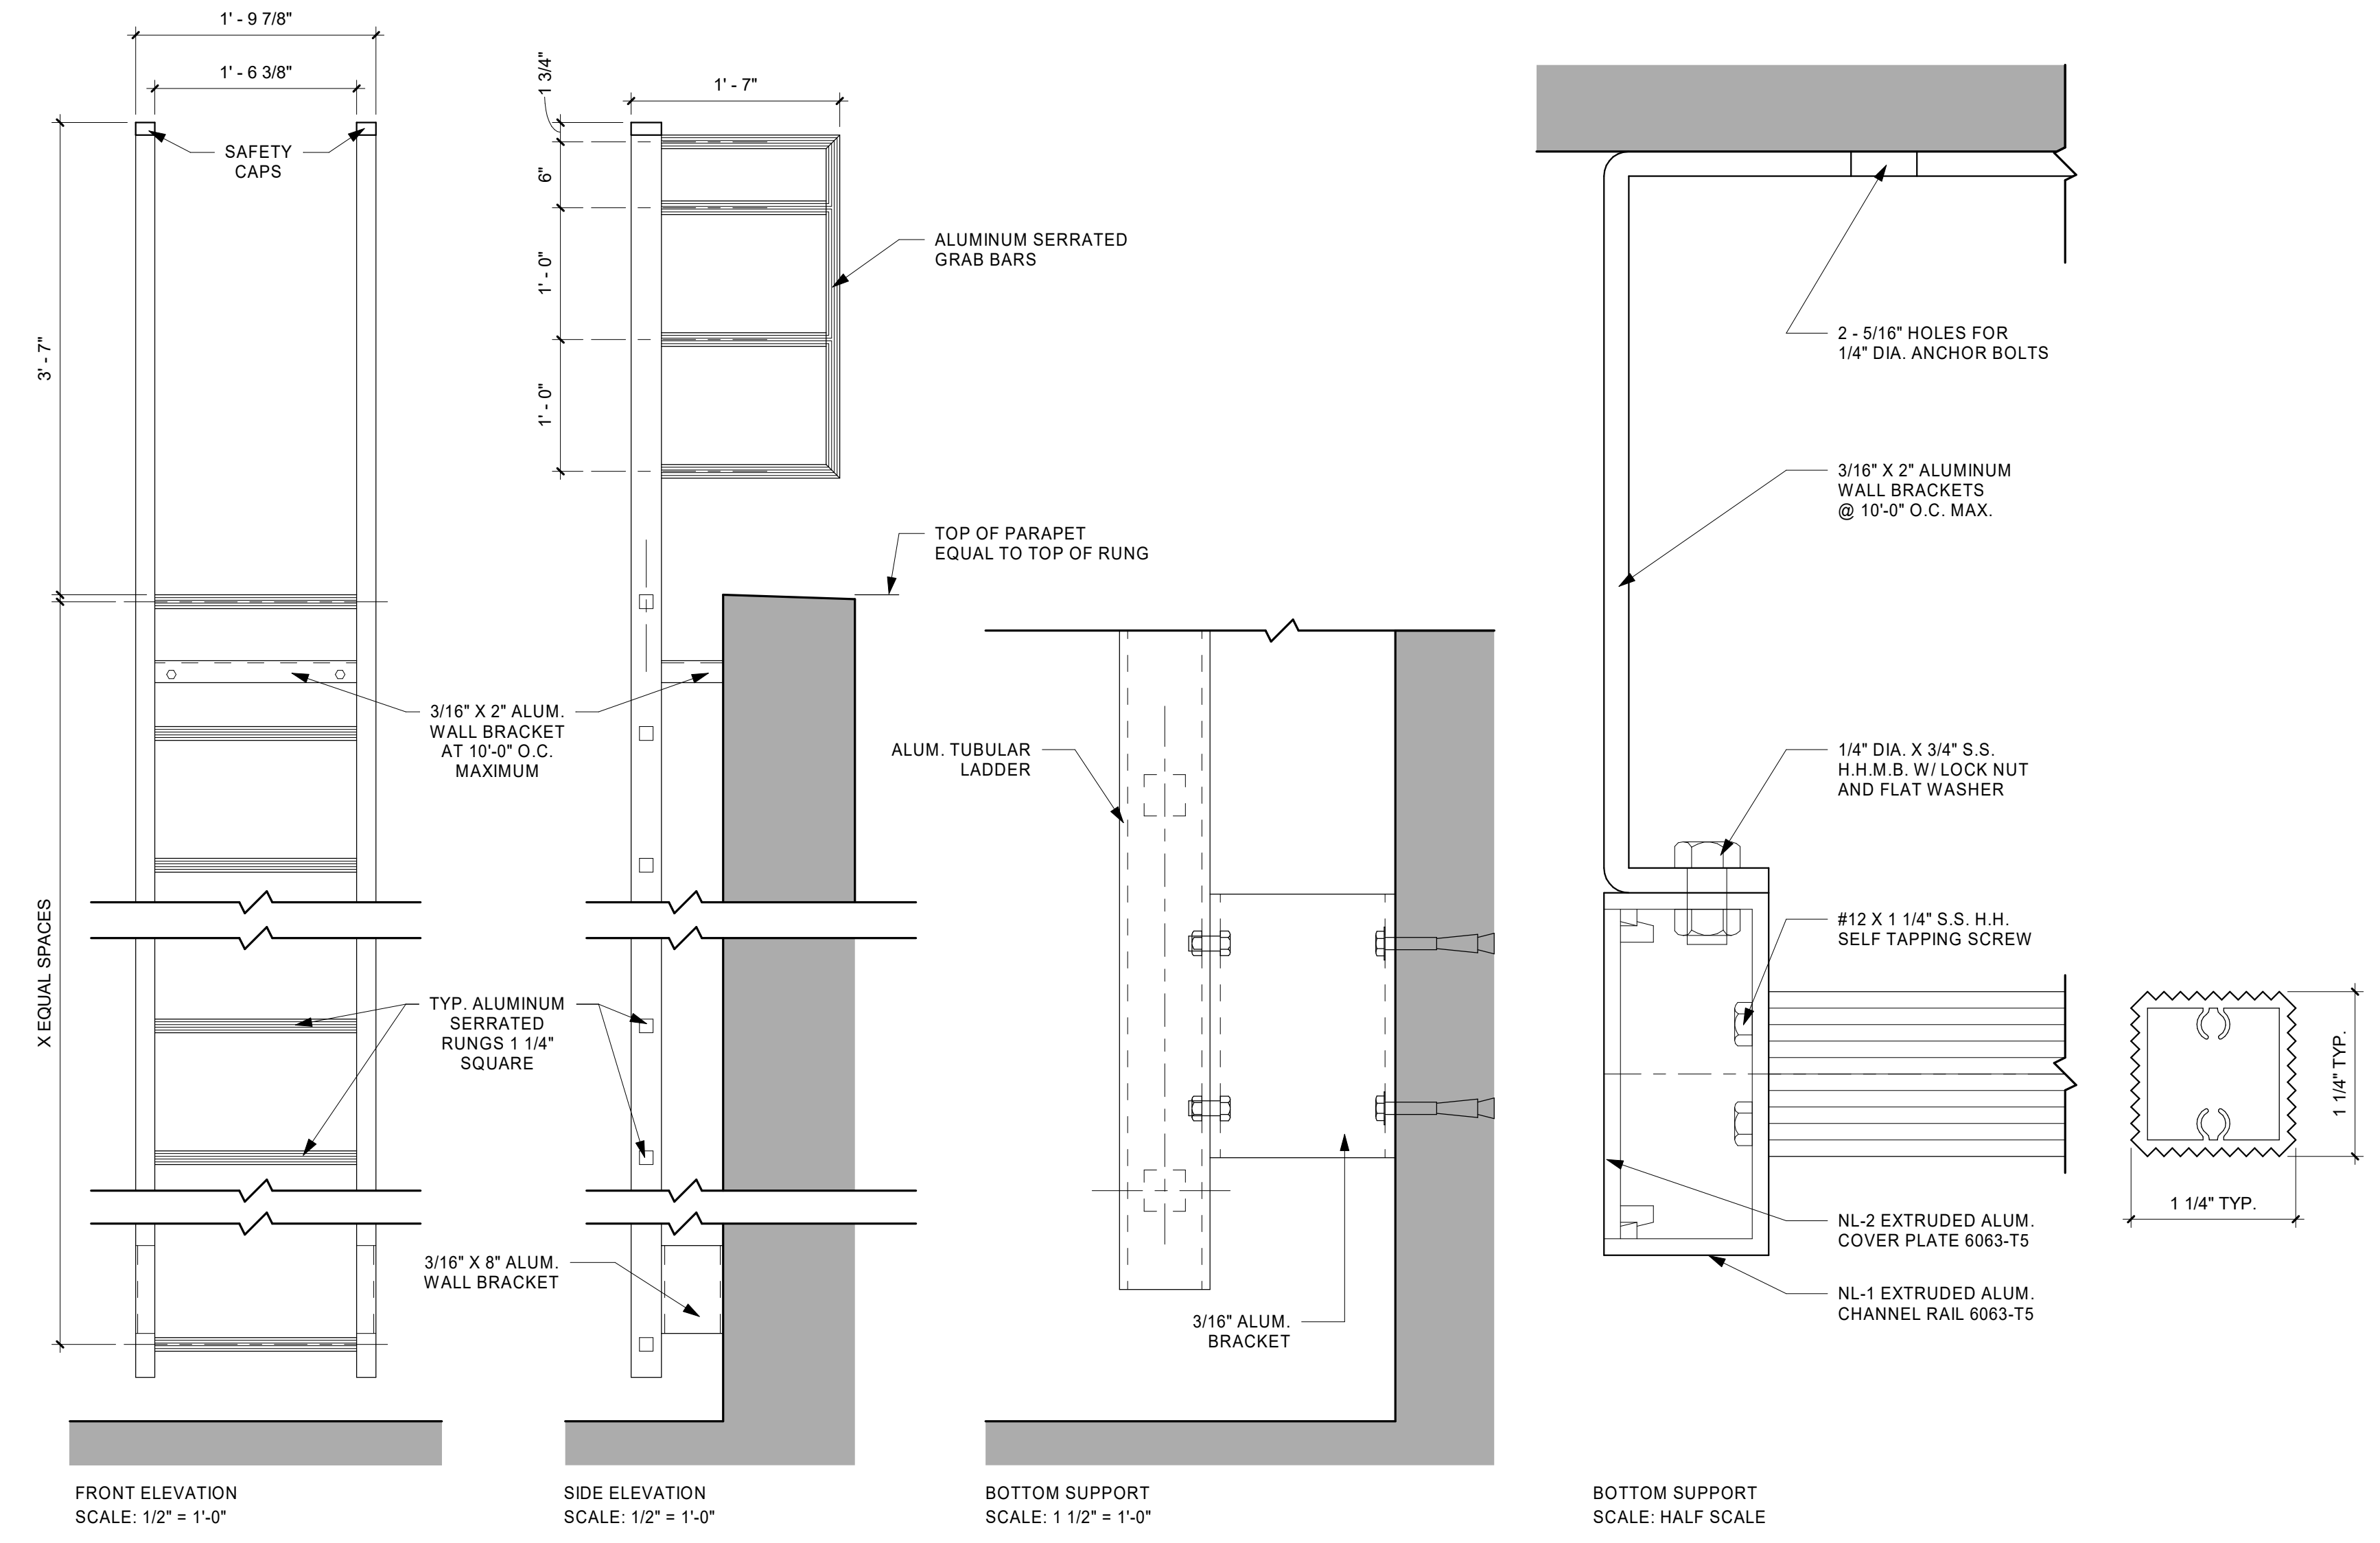 1' - 9 7/8"
1' - 6 3/8"
SAFETY
CAPS
3' - 7"
X EQUAL SPACES
3/16" X 2" ALUM.
WALL BRACKET
AT 10'-0" O.C.
MAXIMUM
TYP. ALUMINUM
SERRATED
RUNGS 1 1/4"
SQUARE
3/16" X 8" ALUM.
WALL BRACKET
FRONT ELEVATION
SCALE: 1/2" = 1'-0"
1 3/4"
1' - 7"
6"
1' - 0"
1' - 0"
ALUMINUM SERRATED
GRAB BARS
TOP OF PARAPET
EQUAL TO TOP OF RUNG
SIDE ELEVATION
SCALE: 1/2" = 1'-0"
ALUM. TUBULAR
LADDER
3/16" ALUM.
BRACKET
BOTTOM SUPPORT
SCALE: 1 1/2" = 1'-0"
2 - 5/16" HOLES FOR
1/4" DIA. ANCHOR BOLTS
3/16" X 2" ALUMINUM
WALL BRACKETS
@ 10'-0" O.C. MAX.
1/4" DIA. X 3/4" S.S.
H.H.M.B. W/ LOCK NUT
AND FLAT WASHER
#12 X 1 1/4" S.S. H.H.
SELF TAPPING SCREW
NL-2 EXTRUDED ALUM.
COVER PLATE 6063-T5
NL-1 EXTRUDED ALUM.
CHANNEL RAIL 6063-T5
1 1/4" TYP.
1 1/4" TYP.
BOTTOM SUPPORT
SCALE: HALF SCALE